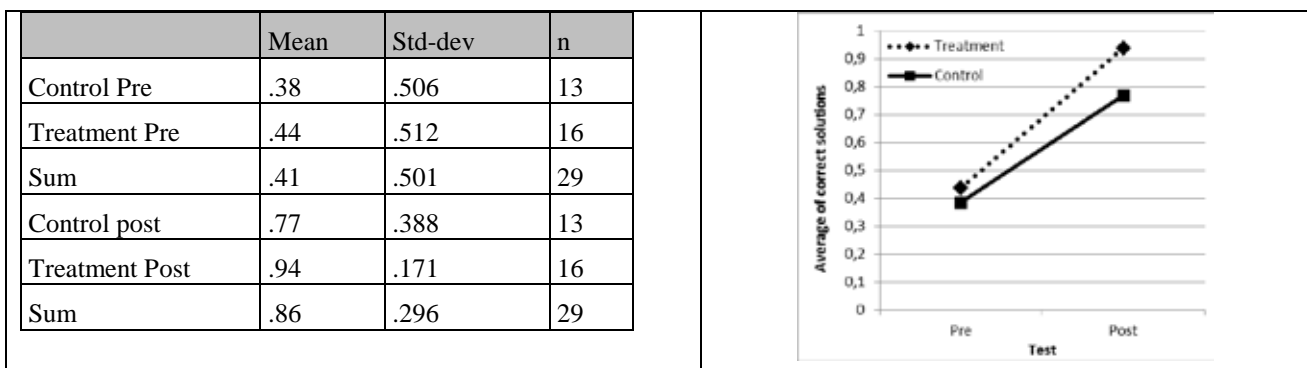 Mean Std-dev n
Control Pre .38 .506 13
Treatment Pre .44 .512 16
Sum .41 .501 29
Control post .77 .388 13
Treatment Post .94 .171 16
Sum .86 .296 29
1
0,9
0,8
0,7
0,6
0,5
0,4
0,3
0,2
0,1
0
Average of correct solutions
Treatment
Control
Pre Post
Test